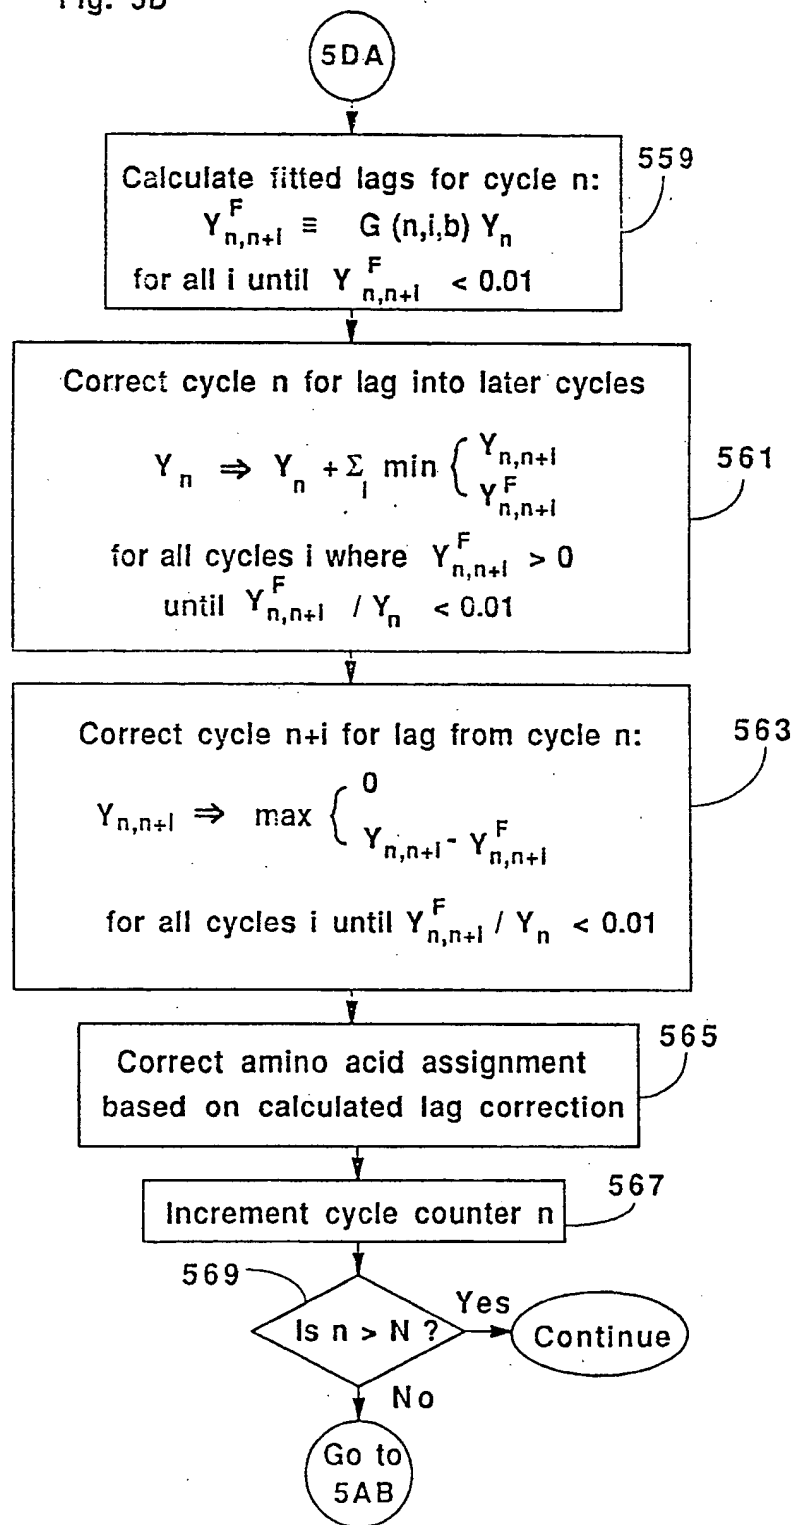 Fig. 5D
5DA
559
Calculate fitted lags for cycle n:
Y^F_{n,n+i} ≡ G (n,i,b) Y_n
for all i until Y^F_{n,n+i} < 0.01
Correct cycle n for lag into later cycles
561
Y_n ⇒ Y_n + Σ_i min { Y_{n,n+i}
Y^F_{n,n+i}
for all cycles i where Y^F_{n,n+i} > 0
until Y^F_{n,n+i} / Y_n < 0.01
563
Correct cycle n+i for lag from cycle n:
Y_{n,n+i} ⇒ max { 0
Y_{n,n+i} - Y^F_{n,n+i}
for all cycles i until Y^F_{n,n+i} / Y_n < 0.01
565
Correct amino acid assignment
based on calculated lag correction
567
Increment cycle counter n
569
Is n > N ?
Yes
Continue
No
Go to
5AB